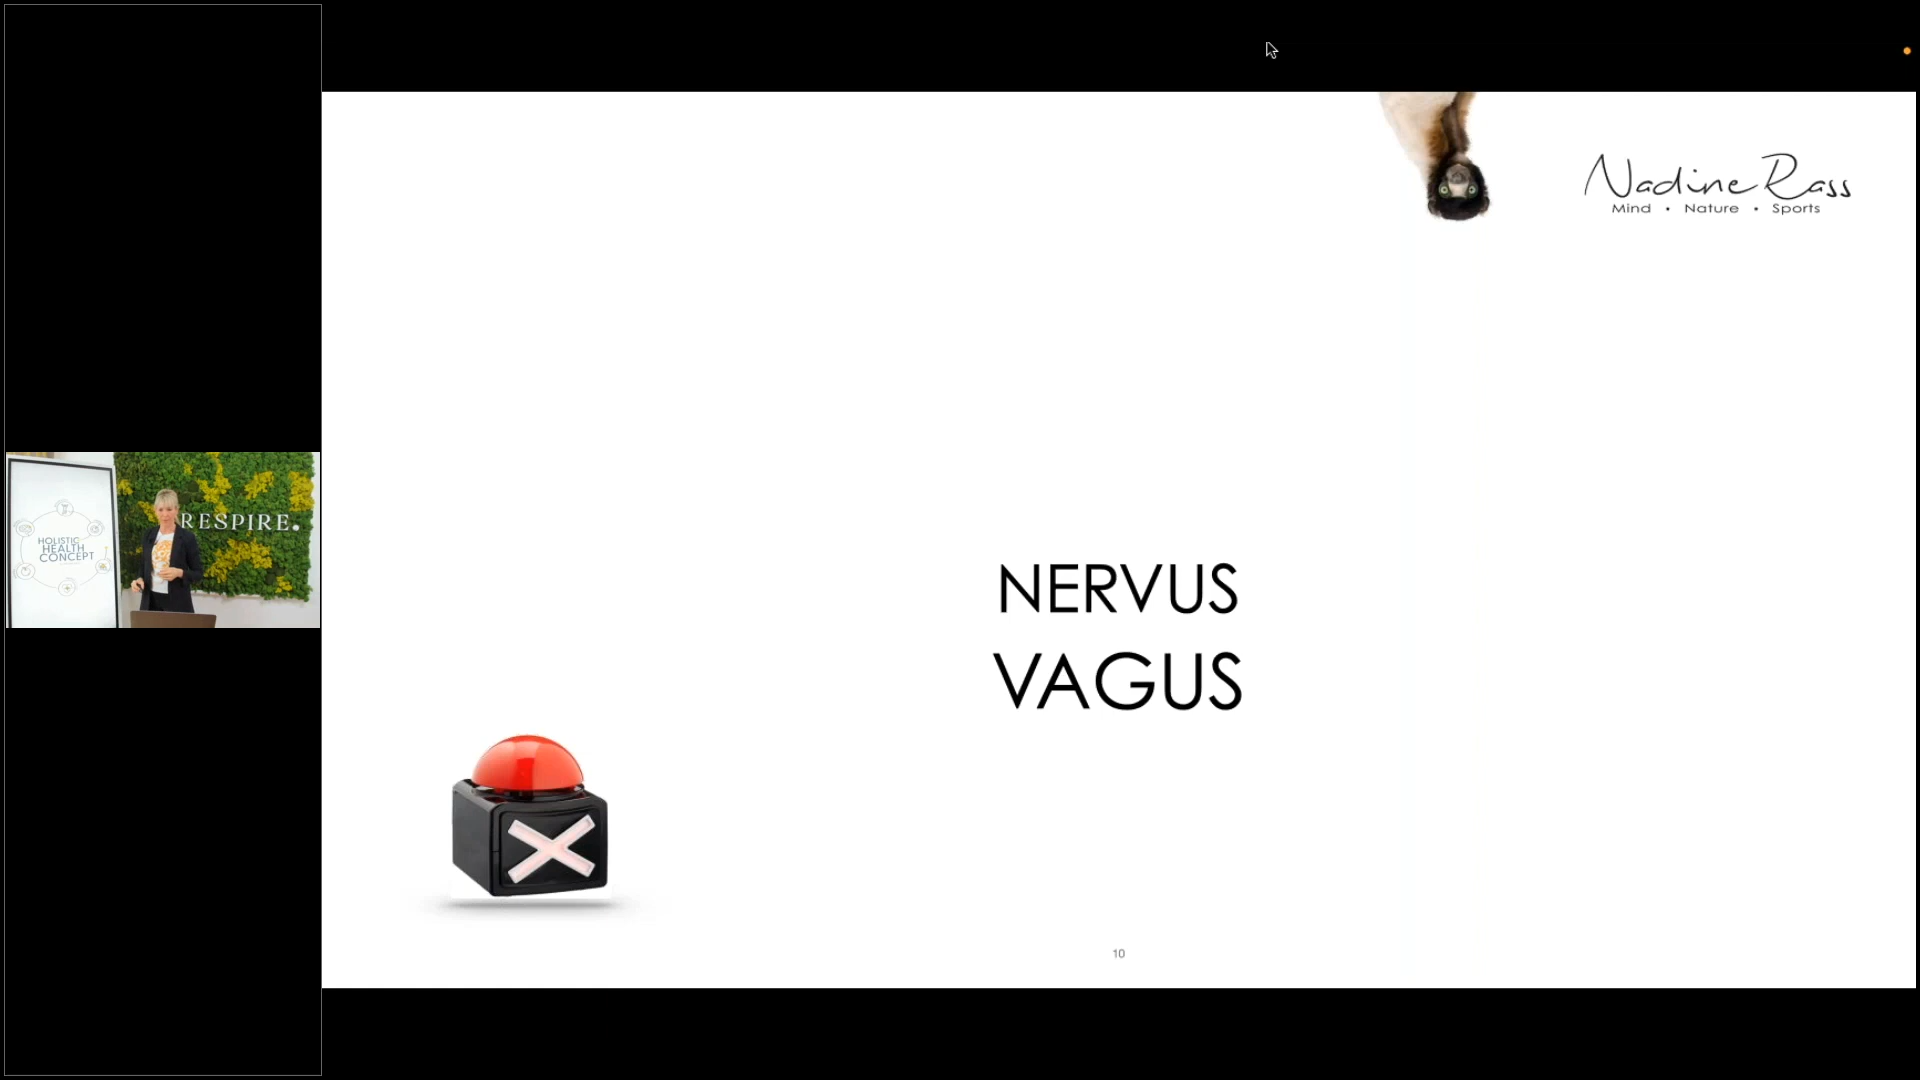 Nadine Rass
Mind • Nature • Sports
HOLISTIC
HEALTH
CONCEPT
RESPIRE.
NERVUS
VAGUS
10